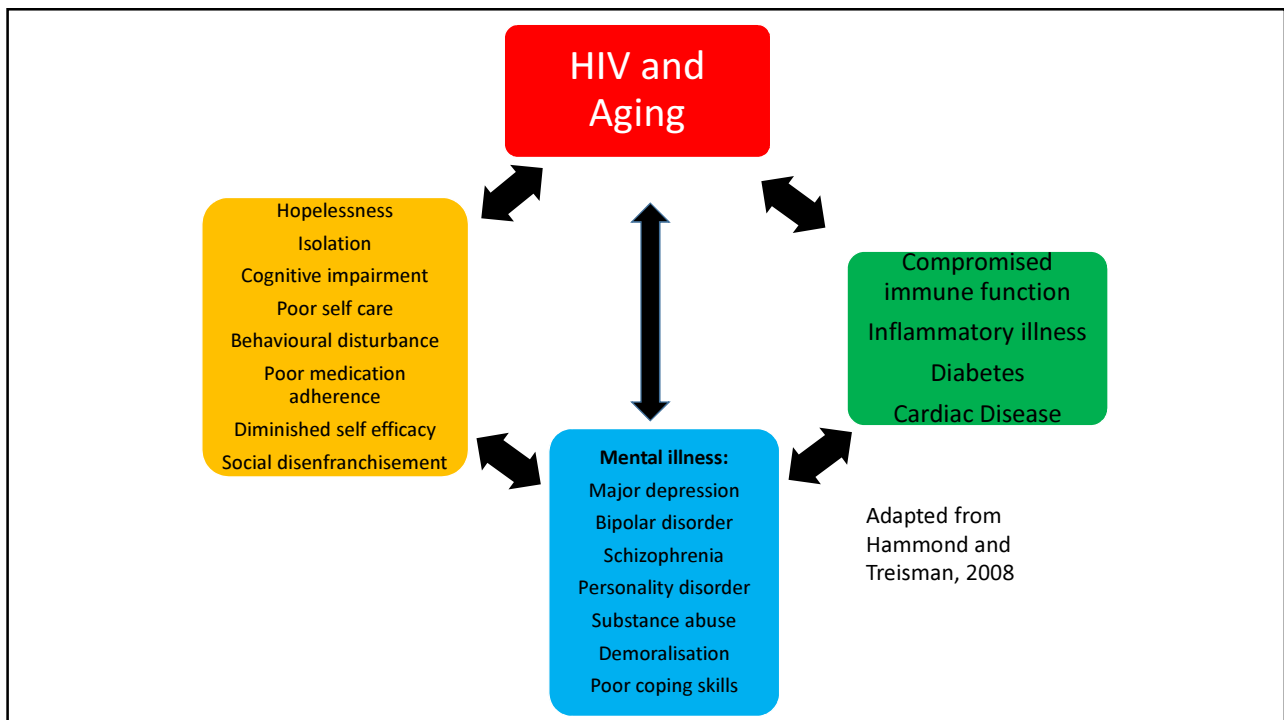 HIV and
Aging
Hopelessness
Isolation
Cognitive impairment
Poor self care
Behavioural disturbance
Poor medication
adherence
Diminished self efficacy
Social disenfranchisement
Compromised
immune function
Inflammatory illness
Diabetes
Cardiac Disease
Mental illness:
Major depression
Bipolar disorder
Schizophrenia
Personality disorder
Substance abuse
Demoralisation
Poor coping skills
Adapted from
Hammond and
Treisman, 2008